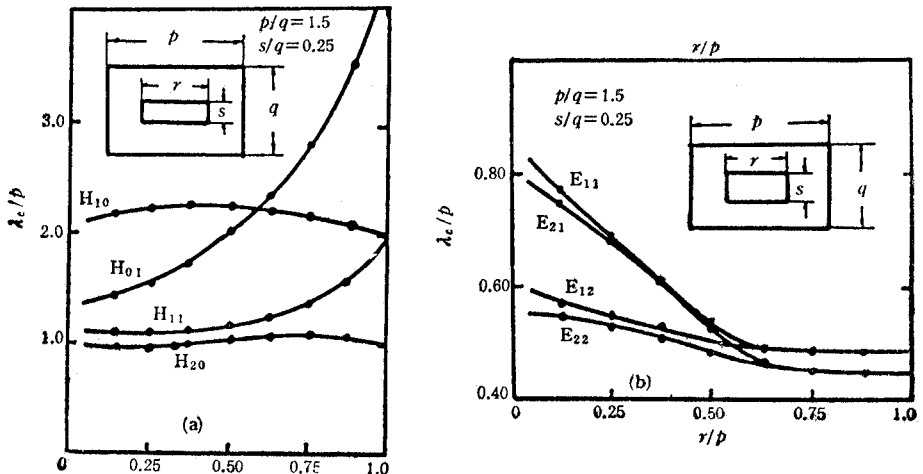 p/q=1.5
s/q=0.25
p
r
s
q
3.0
2.0
1.0
0
λc/p
H10
H01
H11
H20
(a)
0.25
0.50
0.75
1.0
r/p
p/q=1.5
s/q=0.25
p
r
s
q
0.80
0.60
0.40
λc/p
E11
E21
E12
E22
(b)
0
0.25
0.50
0.75
1.0
r/p